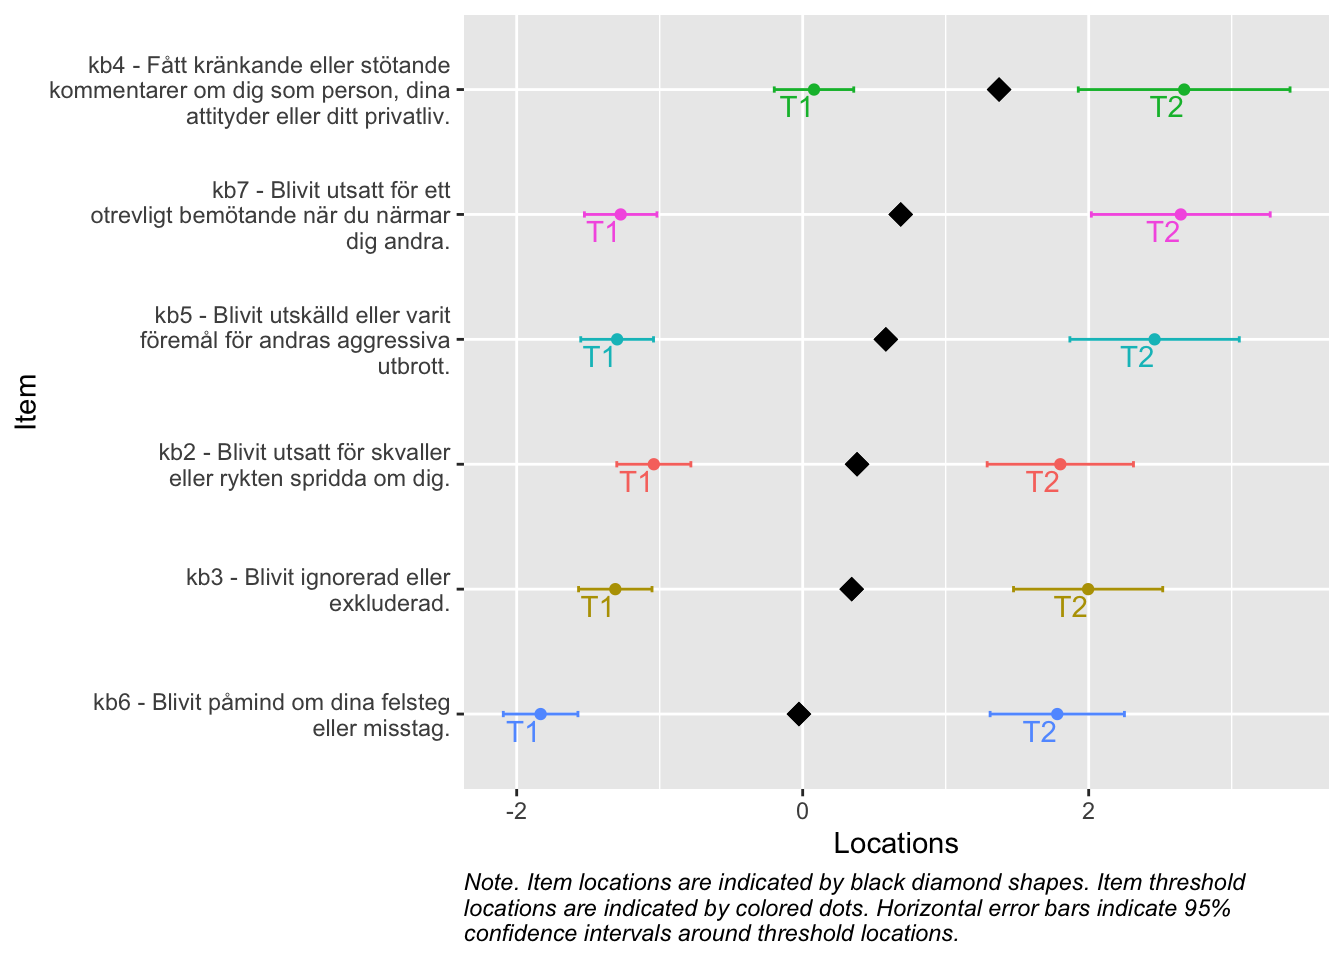 kb4 - Fått kränkande eller stötande
kommentarer om dig som person, dina
attityder eller ditt privatliv.
T1
T2
kb7 - Blivit utsatt för ett
otrevligt bemötande när du närmar
dig andra.
T1
T2
kb5 - Blivit utskälld eller varit
föremål för andras aggressiva
utbrott.
T1
T2
Item
kb2 - Blivit utsatt för skvaller
eller rykten spridda om dig.
T1
T2
kb3 - Blivit ignorerad eller
exkluderad.
T1
T2
kb6 - Blivit påmind om dina felsteg
eller misstag.
T1
T2
-2 0 2
Locations
Note. Item locations are indicated by black diamond shapes. Item threshold
locations are indicated by colored dots. Horizontal error bars indicate 95%
confidence intervals around threshold locations.